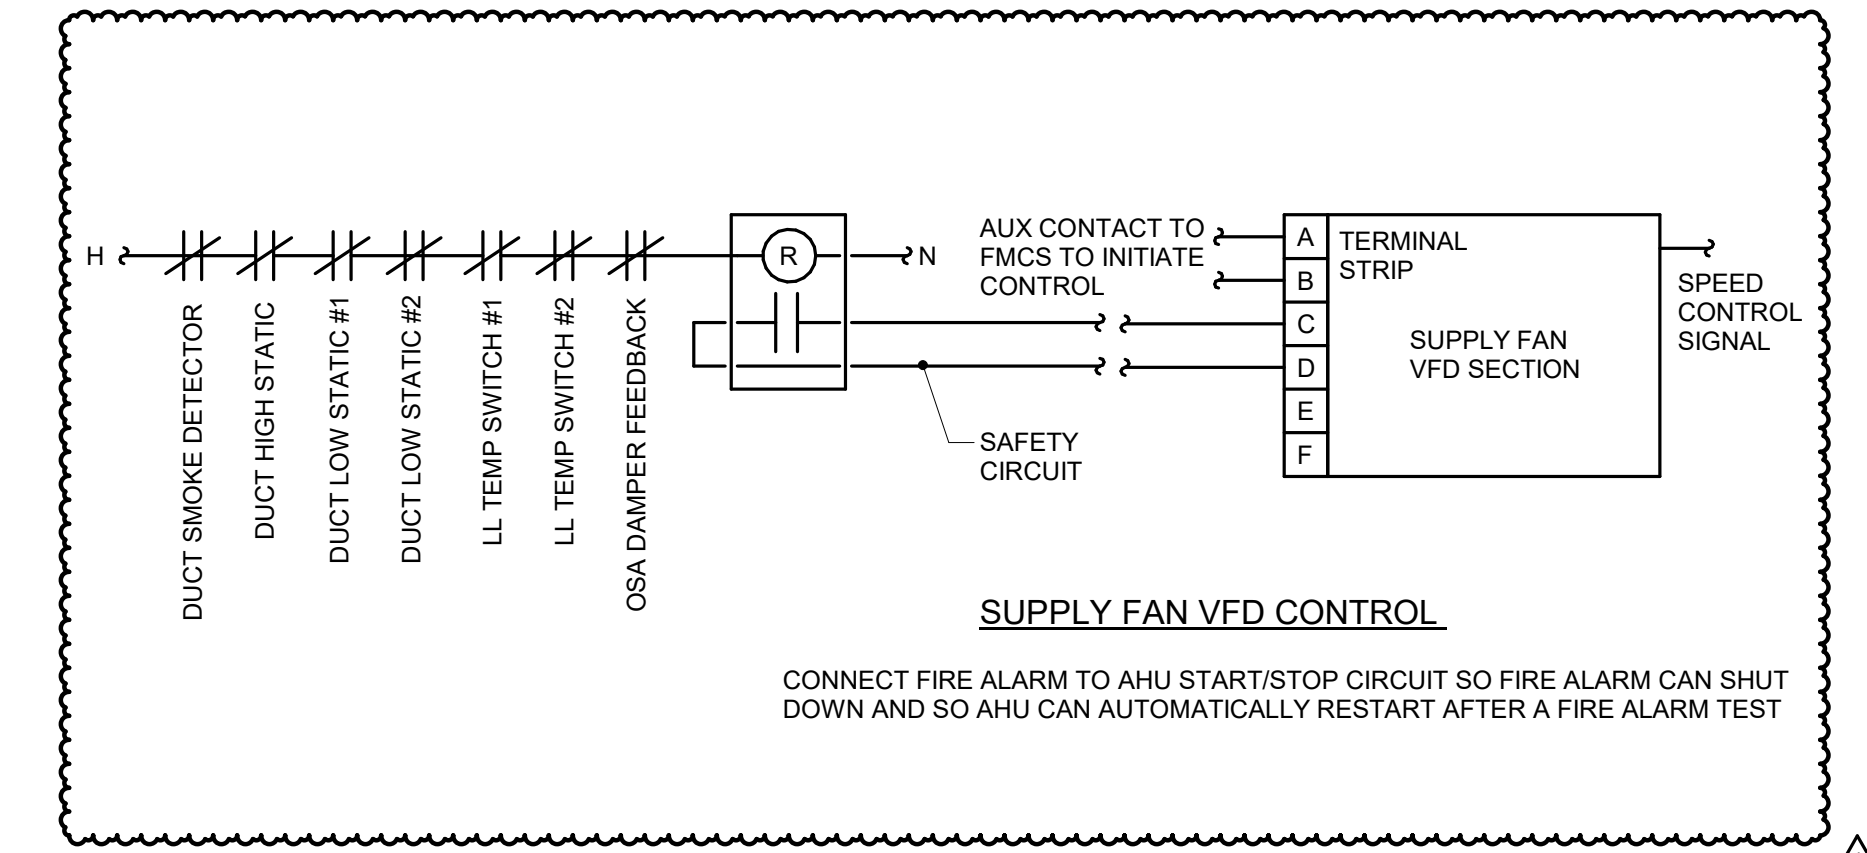 H
DUCT SMOKE DETECTOR
DUCT HIGH STATIC
DUCT LOW STATIC #1
DUCT LOW STATIC #2
LL TEMP SWITCH #1
LL TEMP SWITCH #2
OSA DAMPER FEEDBACK
R
N
AUX CONTACT TO
FMCS TO INITIATE
CONTROL
SAFETY
CIRCUIT
A
B
C
D
E
F
TERMINAL
STRIP
SUPPLY FAN
VFD SECTION
SPEED
CONTROL
SIGNAL
SUPPLY FAN VFD CONTROL
CONNECT FIRE ALARM TO AHU START/STOP CIRCUIT SO FIRE ALARM CAN SHUT
DOWN AND SO AHU CAN AUTOMATICALLY RESTART AFTER A FIRE ALARM TEST